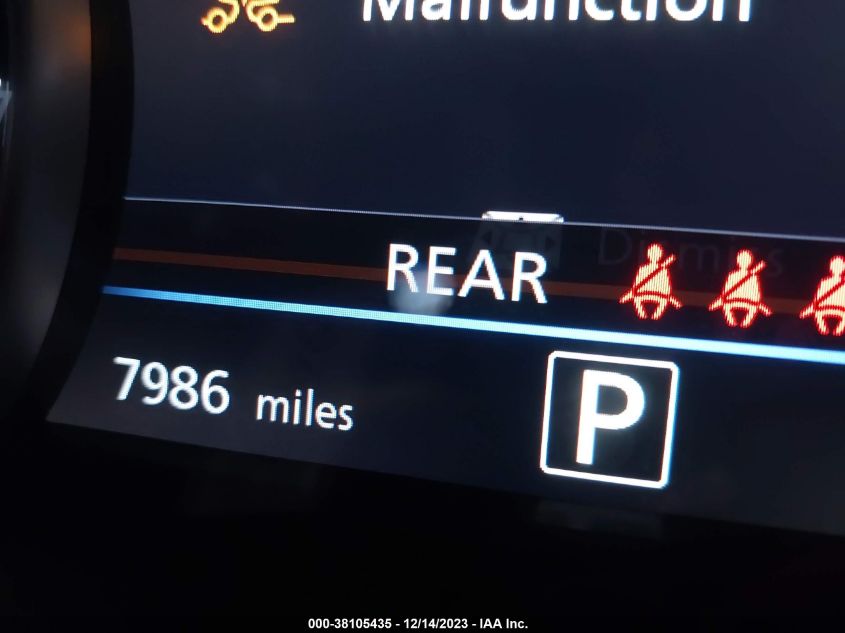 Malfunction
REAR
7986 miles
P
000-38105435 - 12/14/2023 - IAA Inc.